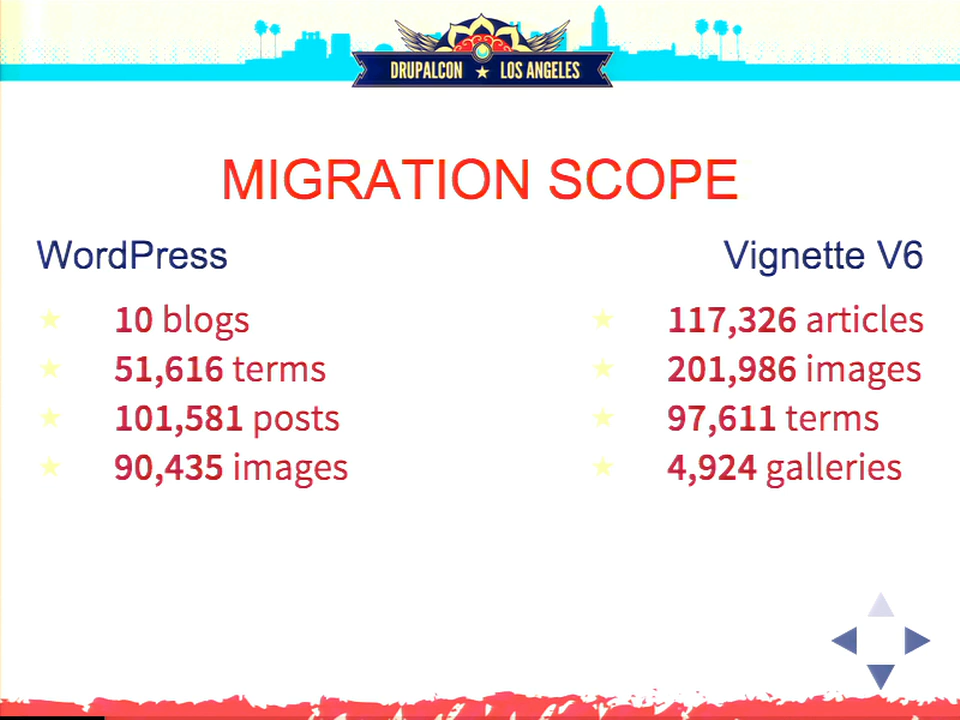 DRUPALCON ★ LOS ANGELES
MIGRATION SCOPE
WordPress
★ 10 blogs
★ 51,616 terms
★ 101,581 posts
★ 90,435 images
Vignette V6
★ 117,326 articles
★ 201,986 images
★ 97,611 terms
★ 4,924 galleries